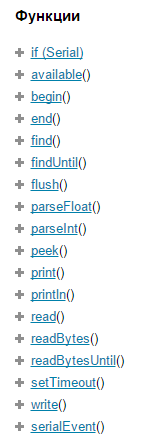 Функции
if (Serial)
available()
begin()
end()
find()
findUntil()
flush()
parseFloat()
parseInt()
peek()
print()
println()
read()
readBytes()
readBytesUntil()
setTimeout()
write()
serialEvent()